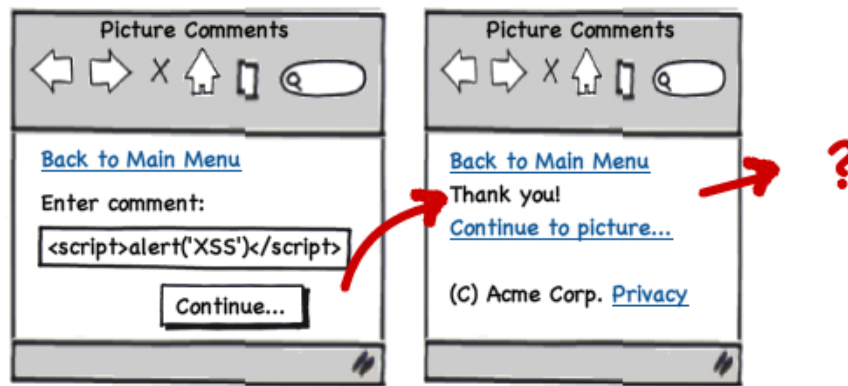 Picture Comments
Back to Main Menu
Enter comment:
<script>alert('XSS')</script>
Continue...
Picture Comments
Back to Main Menu
Thank you!
Continue to picture...
(C) Acme Corp. Privacy
?